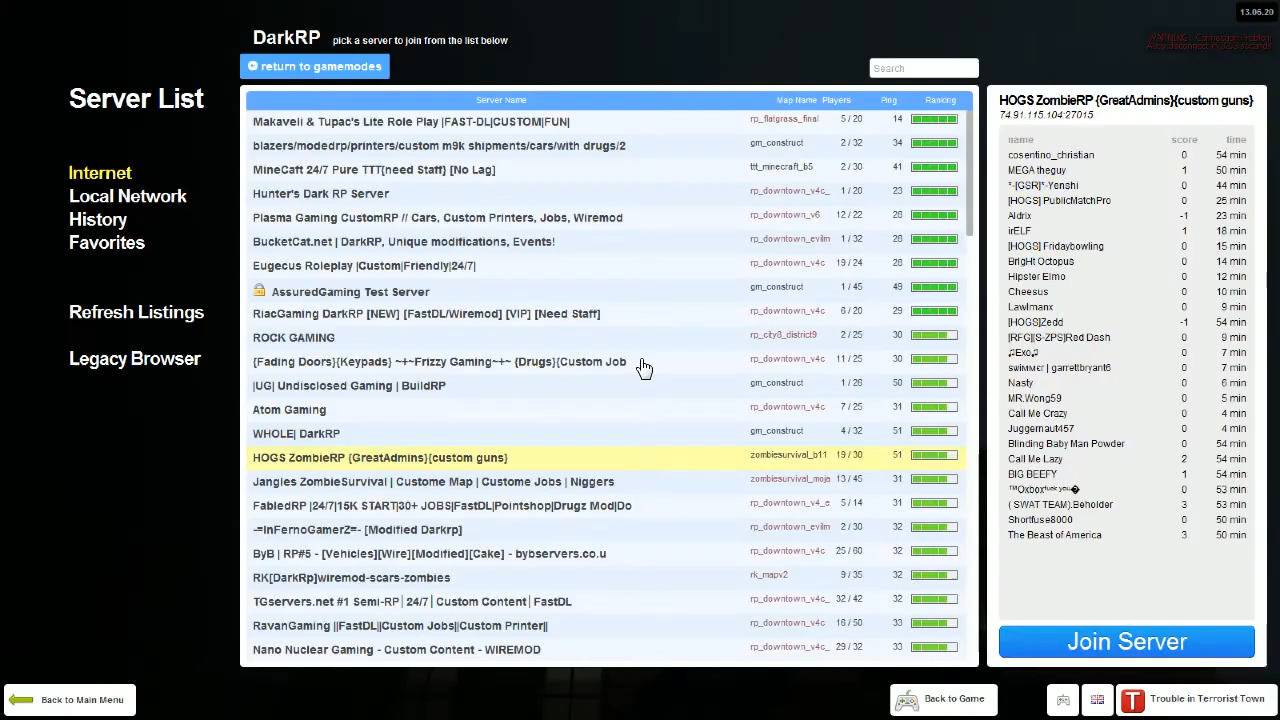 13.06.20
DarkRP pick a server to join from the list below
return to gamemodes
Search
Server List
Internet
Local Network
History
Favorites
Refresh Listings
Legacy Browser
Server Name Map Name Players Ping Ranking
Makaveli & Tupac's Lite Role Play |FAST-DL|CUSTOM|FUN| rp_flatgrass_final 5 / 20 14
blazers/modedrp/printers/custom m9k shipments/cars/with drugs/2 gm_construct 2 / 32 34
MineCaft 24/7 Pure TTT[need Staff] [No Lag] ttt_minecraft_b5 2 / 30 41
Hunter's Dark RP Server rp_downtown_v4c_ 1 / 20 23
Plasma Gaming CustomRP // Cars, Custom Printers, Jobs, Wiremod rp_downtown_v6 12 / 22 28
BucketCat.net | DarkRP, Unique modifications, Events! rp_downtown_evilm 1 / 32 28
Eugecus Roleplay |Custom|Friendly|24/7| rp_downtown_v4c 19 / 24 28
AssuredGaming Test Server gm_construct 1 / 45 49
RiacGaming DarkRP [NEW] [FastDL/Wiremod] [VIP] [Need Staff] rp_downtown_v4c_ 6 / 20 29
ROCK GAMING rp_city8_district9 2 / 25 30
{Fading Doors}{Keypads} ~+~Frizzy Gaming~+~ {Drugs}{Custom Job rp_downtown_v4c 11 / 25 30
|UG| Undisclosed Gaming | BuildRP gm_construct 1 / 26 50
Atom Gaming rp_downtown_v4c 7 / 25 31
WHOLE| DarkRP gm_construct 4 / 32 51
HOGS ZombieRP {GreatAdmins}{custom guns} zombiesurvival_b11 19 / 30 51
Jangles ZombieSurvival | Custome Map | Custome Jobs | Niggers zombiesurvival_moja 13 / 45 31
FabledRP |24/7|15K START|30+ JOBS|FastDL|Pointshop|Drugz Mod|Do rp_downtown_v4_e 5 / 14 31
-=InFernoGamerZ=- [Modified Darkrp] rp_downtown_evilm 2 / 30 32
ByB | RP#5 - [Vehicles][Wire][Modified][Cake] - bybservers.co.u rp_downtown_v4c 25 / 60 32
RK[DarkRp]wiremod-scars-zombies rk_mapv2 9 / 35 32
TGservers.net #1 Semi-RP│24/7│Custom Content│FastDL rp_downtown_v4c_ 32 / 42 32
RavanGaming ||FastDL||Custom Jobs||Custom Printer|| rp_downtown_v4c 16 / 50 33
Nano Nuclear Gaming - Custom Content - WIREMOD rp_downtown_v4c_ 29 / 32 33
HOGS ZombieRP {GreatAdmins}{custom guns}
74.91.115.104:27015
name score time
cosentino_christian 0 54 min
MEGA theguy 1 50 min
*-[GSR]*-Yenshi 0 44 min
[HOGS] PublicMatchPro 0 25 min
Aldrix -1 23 min
irELF 1 18 min
[HOGS] Fridaybowling 0 15 min
BrIgHt Octopus 0 14 min
Hipster Elmo 0 12 min
Cheesus 0 10 min
Lawlmanx 0 9 min
[HOGS]Zedd -1 54 min
[RFG][S-ZPS]Red Dash 0 9 min
♫Exo♫ 0 7 min
swimmεr | garrettbryant6 0 7 min
Nasty 0 6 min
MR.Wong59 0 5 min
Call Me Crazy 0 4 min
Juggernaut457 0 4 min
Blinding Baby Man Powder 0 54 min
Call Me Lazy 2 54 min
BIG BEEFY 1 54 min
0 53 min
( SWAT TEAM).Beholder 3 53 min
Shortfuse8000 0 50 min
The Beast of America 3 50 min
Join Server
Back to Main Menu
Back to Game
T Trouble in Terrorist Town